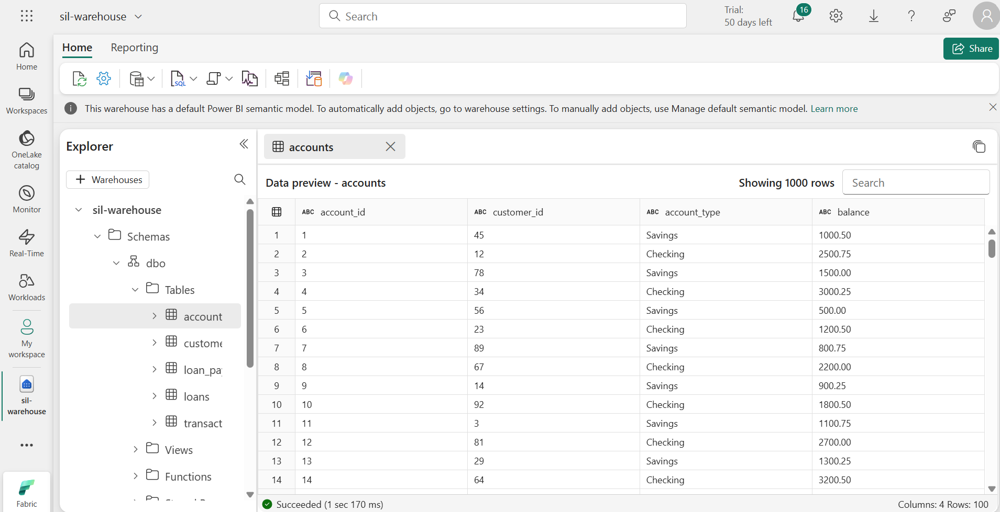 sil-warehouse
Search
Trial:
50 days left
16
Home
Reporting
Share
SQL
This warehouse has a default Power BI semantic model. To automatically add objects, go to warehouse settings. To manually add objects, use Manage default semantic model. Learn more
Home
Workspaces
OneLake
catalog
Monitor
Real-Time
Workloads
My
workspace
sil-
warehouse
Fabric
Explorer
Warehouses
sil-warehouse
Schemas
dbo
Tables
account
custome
loan_pay
loans
transact
Views
Functions
accounts
Data preview - accounts
Showing 1000 rows
Search
ABC account_id ABC customer_id ABC account_type ABC balance
1 1 45 Savings 1000.50
2 2 12 Checking 2500.75
3 3 78 Savings 1500.00
4 4 34 Checking 3000.25
5 5 56 Savings 500.00
6 6 23 Checking 1200.50
7 7 89 Savings 800.75
8 8 67 Checking 2200.00
9 9 14 Savings 900.25
10 10 92 Checking 1800.50
11 11 3 Savings 1100.75
12 12 81 Checking 2700.00
13 13 29 Savings 1300.25
14 14 64 Checking 3200.50
Succeeded (1 sec 170 ms)
Columns: 4 Rows: 100